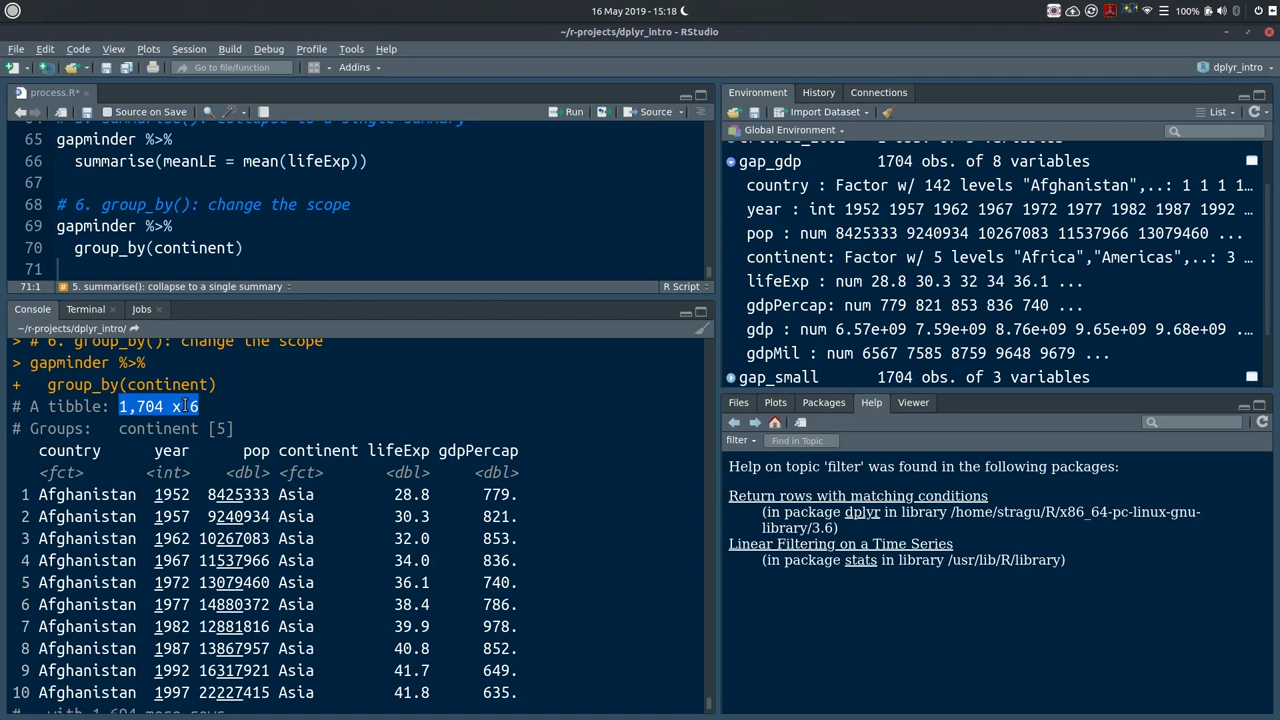 16 May 2019 - 15:18
100%
~/r-projects/dplyr_intro - RStudio
File Edit Code View Plots Session Build Debug Profile Tools Help
Go to file/function
Addins
dplyr_intro
process.R*
Source on Save
Run
Source
65 gapminder %>%
66 summarise(meanLE = mean(lifeExp))
67
68 # 6. group_by(): change the scope
69 gapminder %>%
70 group_by(continent)
71
71:1 5. summarise(): collapse to a single summary R Script
Console Terminal Jobs
~/r-projects/dplyr_intro/
> # 6. group_by(): change the scope
> gapminder %>%
+ group_by(continent)
# A tibble: 1,704 x 6
# Groups: continent [5]
country year pop continent lifeExp gdpPercap
<fct> <int> <dbl> <fct> <dbl> <dbl>
1 Afghanistan 1952 8425333 Asia 28.8 779.
2 Afghanistan 1957 9240934 Asia 30.3 821.
3 Afghanistan 1962 10267083 Asia 32.0 853.
4 Afghanistan 1967 11537966 Asia 34.0 836.
5 Afghanistan 1972 13079460 Asia 36.1 740.
6 Afghanistan 1977 14880372 Asia 38.4 786.
7 Afghanistan 1982 12881816 Asia 39.9 978.
8 Afghanistan 1987 13867957 Asia 40.8 852.
9 Afghanistan 1992 16317921 Asia 41.7 649.
10 Afghanistan 1997 22227415 Asia 41.8 635.
Environment History Connections
Import Dataset
List
Global Environment
gap_gdp 1704 obs. of 8 variables
country : Factor w/ 142 levels "Afghanistan",..: 1 1 1 1…
year : int 1952 1957 1962 1967 1972 1977 1982 1987 1992 …
pop : num 8425333 9240934 10267083 11537966 13079460 ...
continent: Factor w/ 5 levels "Africa","Americas",..: 3 …
lifeExp : num 28.8 30.3 32 34 36.1 ...
gdpPercap: num 779 821 853 836 740 ...
gdp : num 6.57e+09 7.59e+09 8.76e+09 9.65e+09 9.68e+09 ...
gdpMil : num 6567 7585 8759 9648 9679 ...
gap_small 1704 obs. of 3 variables
Files Plots Packages Help Viewer
filter Find in Topic
Help on topic 'filter' was found in the following packages:
Return rows with matching conditions
(in package dplyr in library /home/stragu/R/x86_64-pc-linux-gnu-
library/3.6)
Linear Filtering on a Time Series
(in package stats in library /usr/lib/R/library)